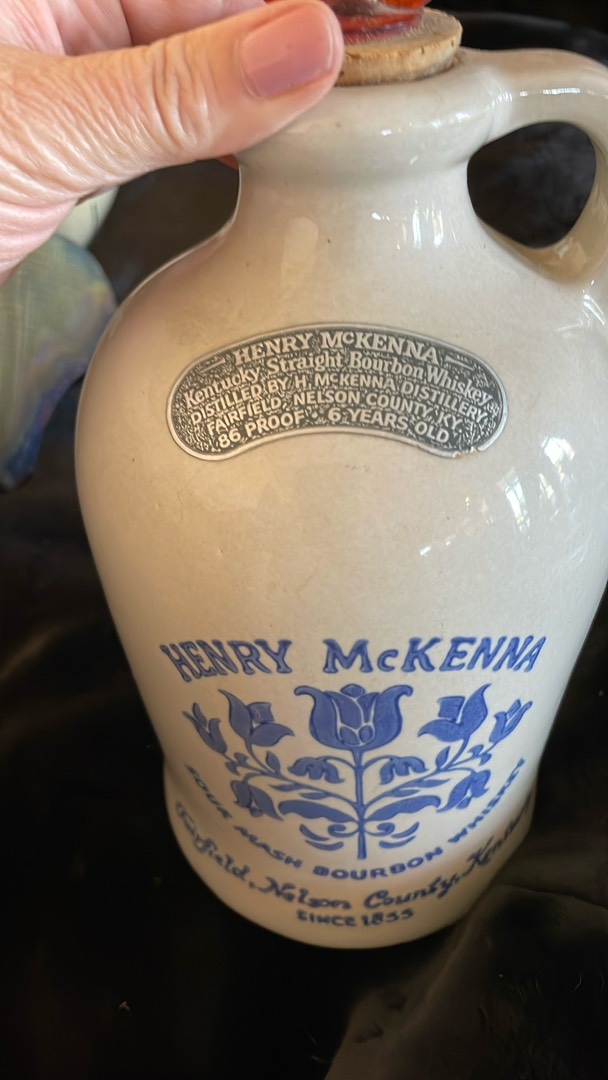 HENRY McKENNA
Kentucky Straight Bourbon Whiskey
DISTILLED BY H. McKENNA DISTILLERY
FAIRFIELD, NELSON COUNTY, KY.
86 PROOF • 6 YEARS OLD
HENRY McKENNA
SOUR MASH BOURBON WHISKEY
Fairfield, Nelson County, Kentucky
SINCE 1855